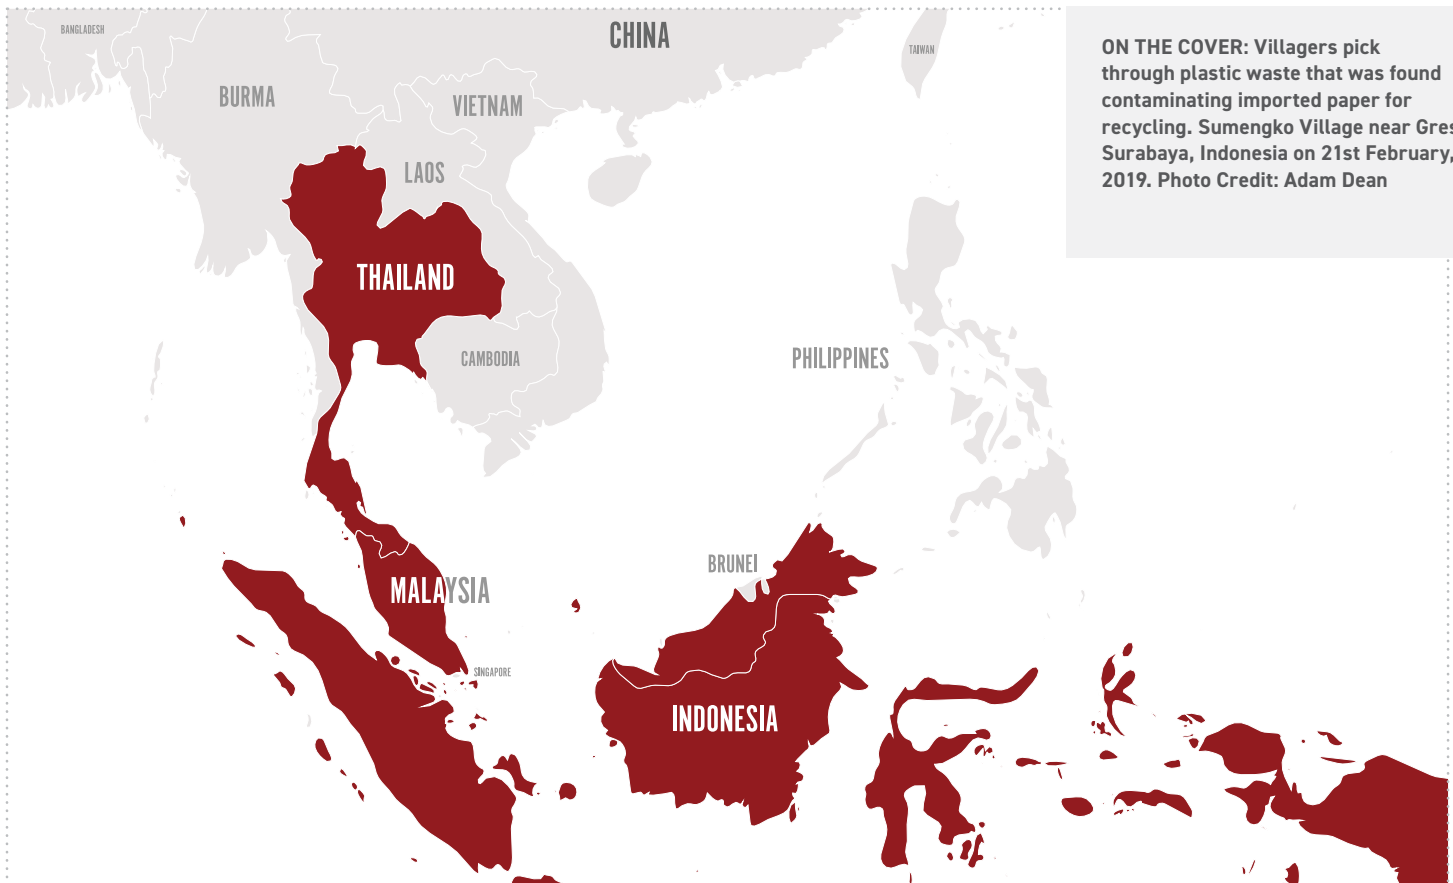 BANGLADESH
CHINA
TAIWAN
BURMA
VIETNAM
LAOS
THAILAND
CAMBODIA
PHILIPPINES
BRUNEI
MALAYSIA
SINGAPORE
INDONESIA
ON THE COVER: Villagers pick
through plastic waste that was found
contaminating imported paper for
recycling. Sumengko Village near Gres
Surabaya, Indonesia on 21st February,
2019. Photo Credit: Adam Dean